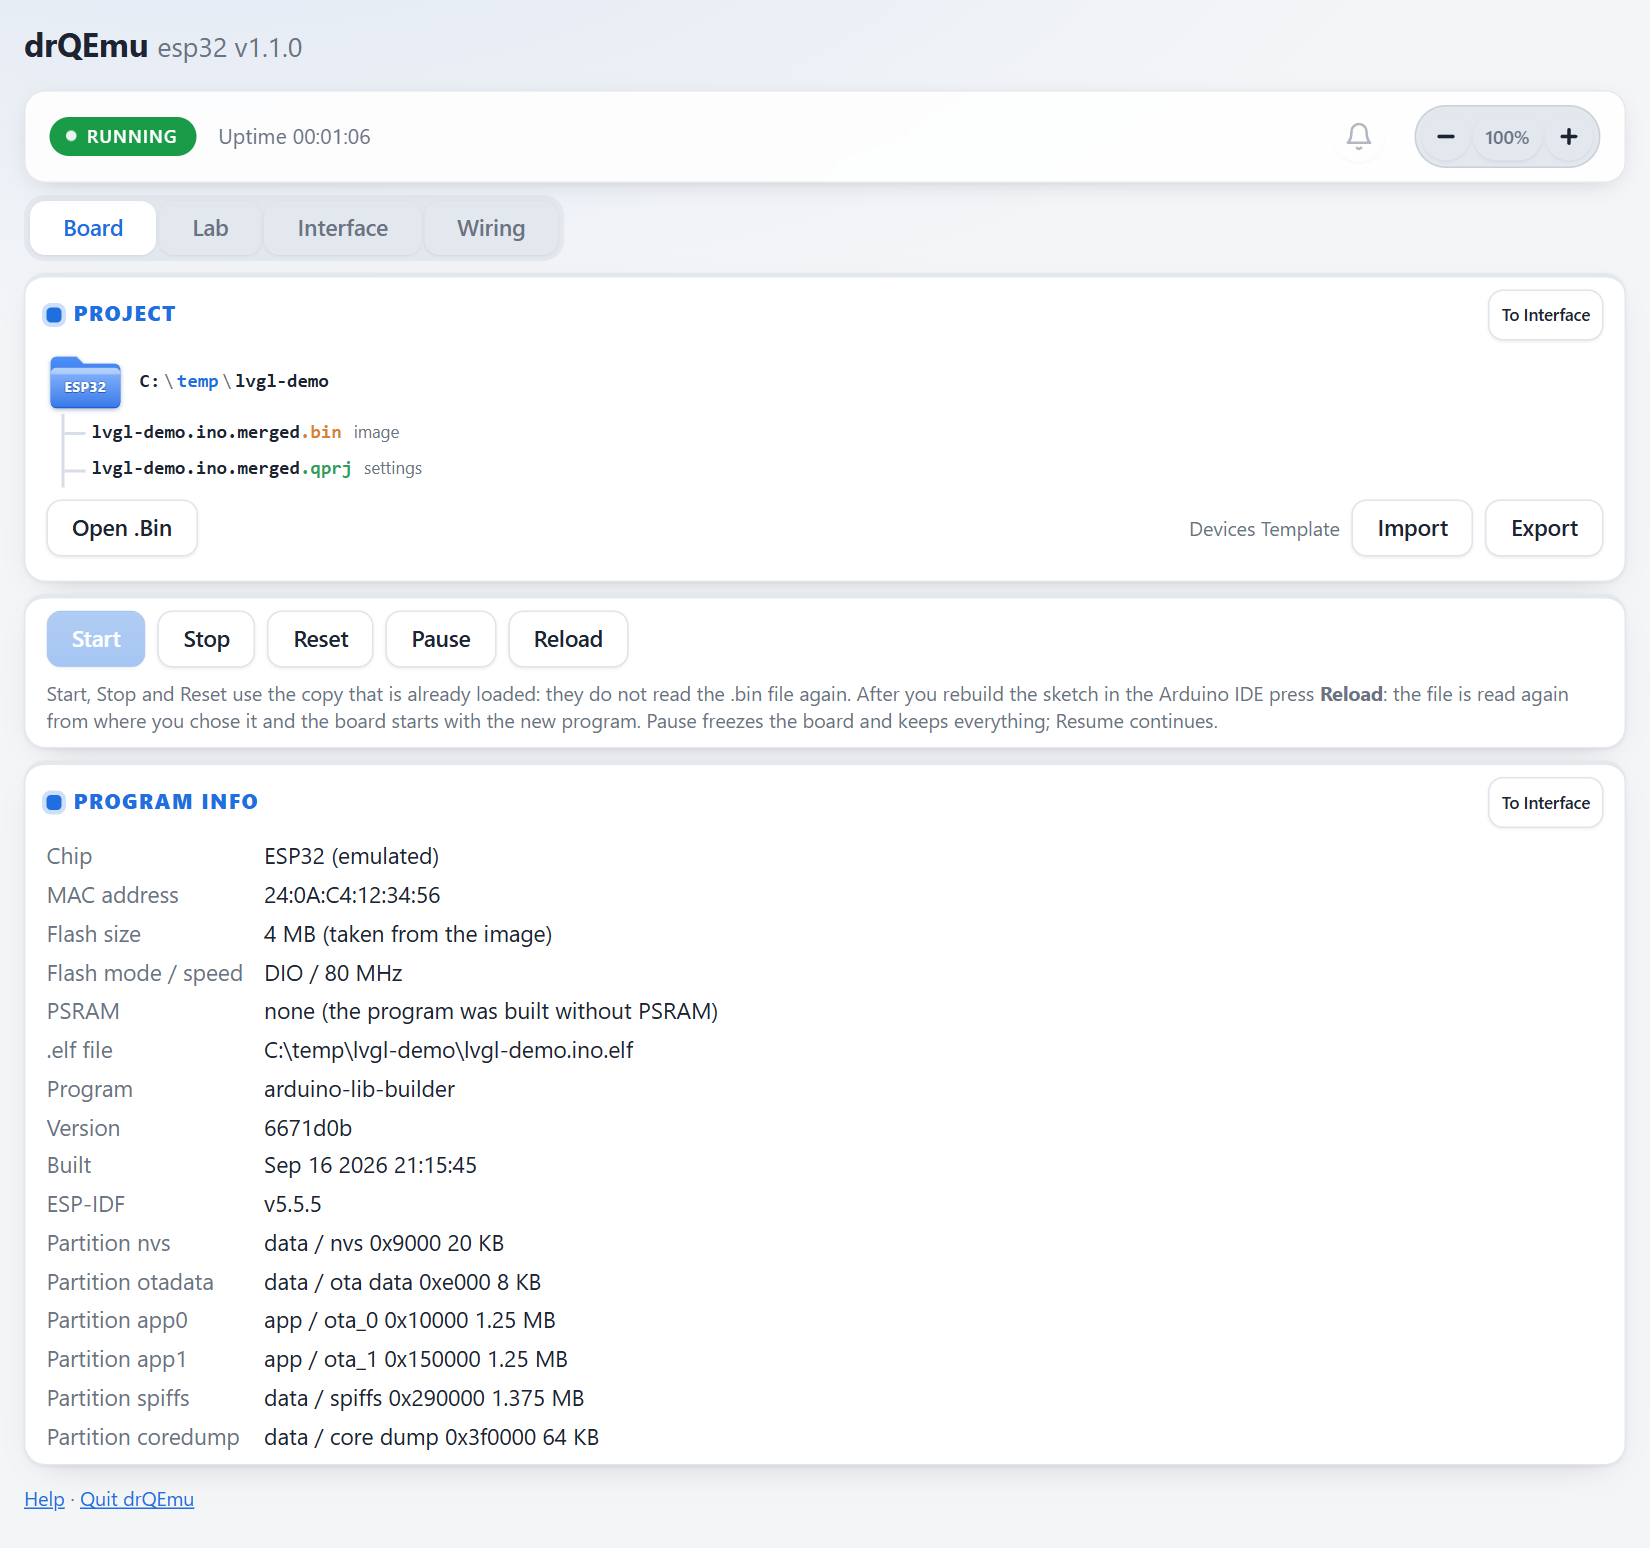 drQEmu esp32 v1.1.0
RUNNING Uptime 00:01:06 100%
Board Lab Interface Wiring
PROJECT To Interface
ESP32 C:\temp\lvgl-demo
lvgl-demo.ino.merged.bin image
lvgl-demo.ino.merged.qprj settings
Open .Bin Devices Template Import Export
Start Stop Reset Pause Reload
Start, Stop and Reset use the copy that is already loaded: they do not read the .bin file again. After you rebuild the sketch in the Arduino IDE press Reload: the file is read again
from where you chose it and the board starts with the new program. Pause freezes the board and keeps everything; Resume continues.
PROGRAM INFO To Interface
Chip ESP32 (emulated)
MAC address 24:0A:C4:12:34:56
Flash size 4 MB (taken from the image)
Flash mode / speed DIO / 80 MHz
PSRAM none (the program was built without PSRAM)
.elf file C:\temp\lvgl-demo\lvgl-demo.ino.elf
Program arduino-lib-builder
Version 6671d0b
Built Sep 16 2026 21:15:45
ESP-IDF v5.5.5
Partition nvs data / nvs 0x9000 20 KB
Partition otadata data / ota data 0xe000 8 KB
Partition app0 app / ota_0 0x10000 1.25 MB
Partition app1 app / ota_1 0x150000 1.25 MB
Partition spiffs data / spiffs 0x290000 1.375 MB
Partition coredump data / core dump 0x3f0000 64 KB
Help · Quit drQEmu